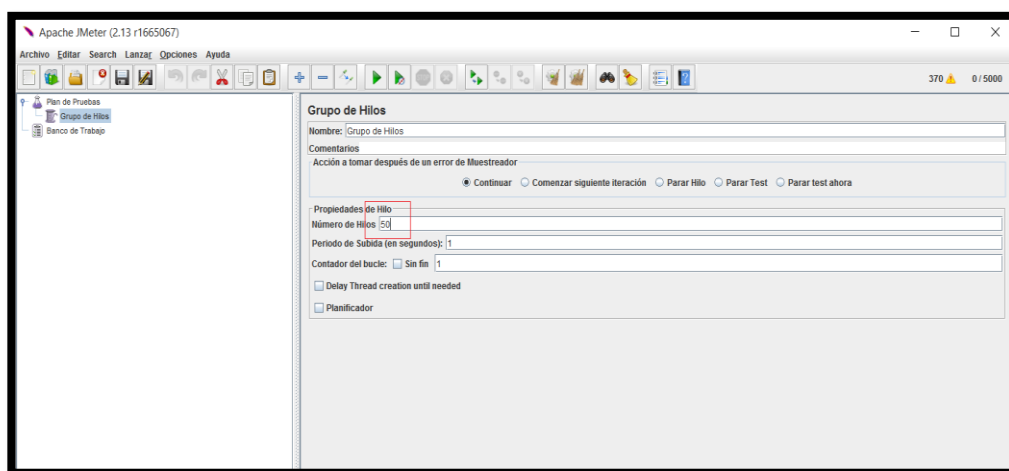 Apache JMeter (2.13 r1665067)
Archivo Editar Search Lanzar Opciones Ayuda
370 0 / 5000
Plan de Pruebas
Grupo de Hilos
Banco de Trabajo
Grupo de Hilos
Nombre: Grupo de Hilos
Comentarios
Acción a tomar después de un error de Muestreador
Continuar Comenzar siguiente iteración Parar Hilo Parar Test Parar test ahora
Propiedades de Hilo
Número de Hilos 50
Periodo de Subida (en segundos): 1
Contador del bucle: Sin fin 1
Delay Thread creation until needed
Planificador